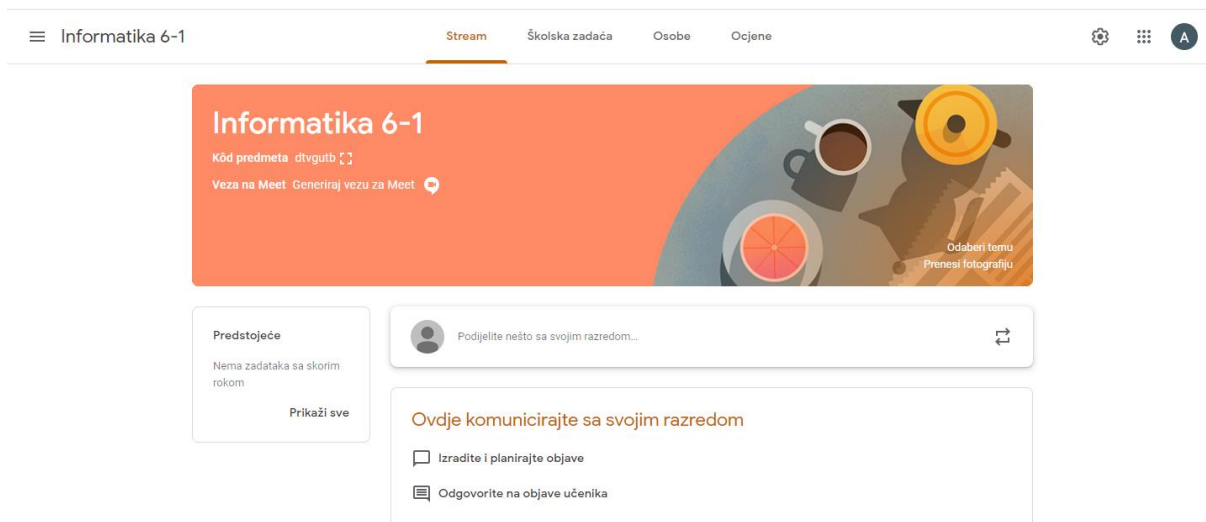 Informatika 6-1
Stream Školska zadaća Osobe Ocjene
A
Informatika 6-1
Kôd predmeta dtvgutb
Veza na Meet Generiraj vezu za Meet
Odaberi temu
Prenesi fotografiju
Predstojeće
Nema zadataka sa skorim
rokom
Prikaži sve
Podijelite nešto sa svojim razredom...
Ovdje komunicirajte sa svojim razredom
Izradite i planirajte objave
Odgovorite na objave učenika